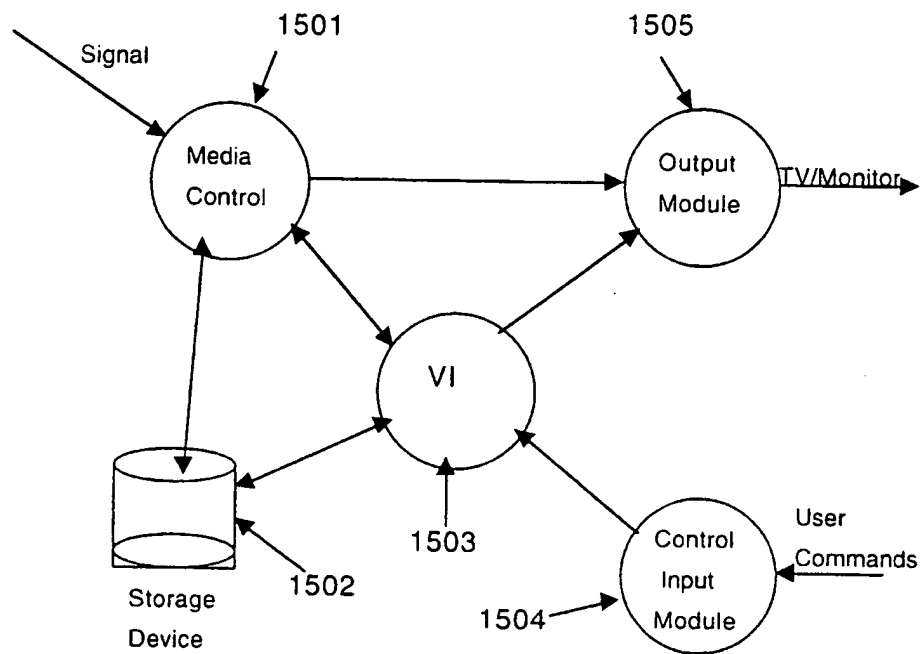 1501
1505
Signal
Media
Control
Output
Module
TV/Monitor
VI
1503
1502
Storage
Device
1504
Control
Input
Module
User
Commands